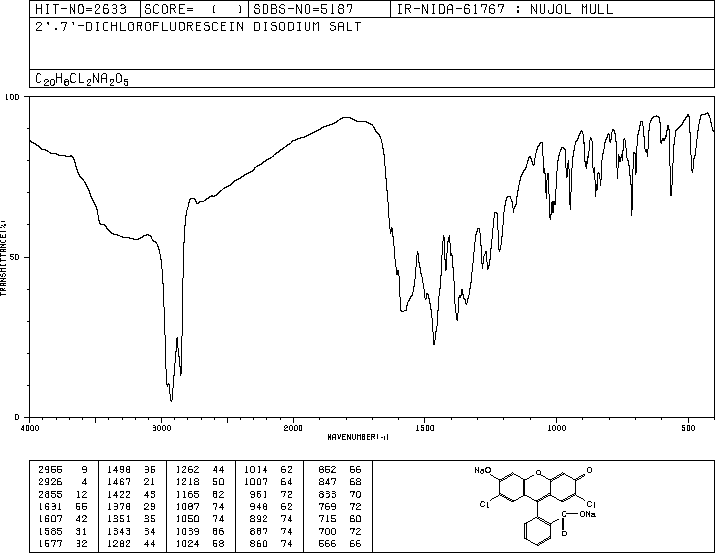 HIT-NO=2633 SCORE= ( ) SDBS-NO=5187 IR-NIDA-61767 : NUJOL MULL
2',7'-DICHLOROFLUORESCEIN DISODIUM SALT
C20H8CL2NA2O5
100
50
0
TRANSMITTANCE(%)
4000 3000 2000 1500 1000 500
WAVENUMBER(-1)
2955 9 1498 36 1262 44 1014 62 862 66
2926 4 1467 21 1218 50 1007 64 847 68
2855 12 1422 45 1165 62 961 72 833 70
1631 55 1378 29 1087 74 948 62 769 72
1607 42 1351 35 1050 74 892 74 715 60
1585 31 1343 34 1039 66 887 74 700 72
1577 32 1282 44 1024 58 860 74 566 66
NaO O O
Cl Cl
C ONa
O